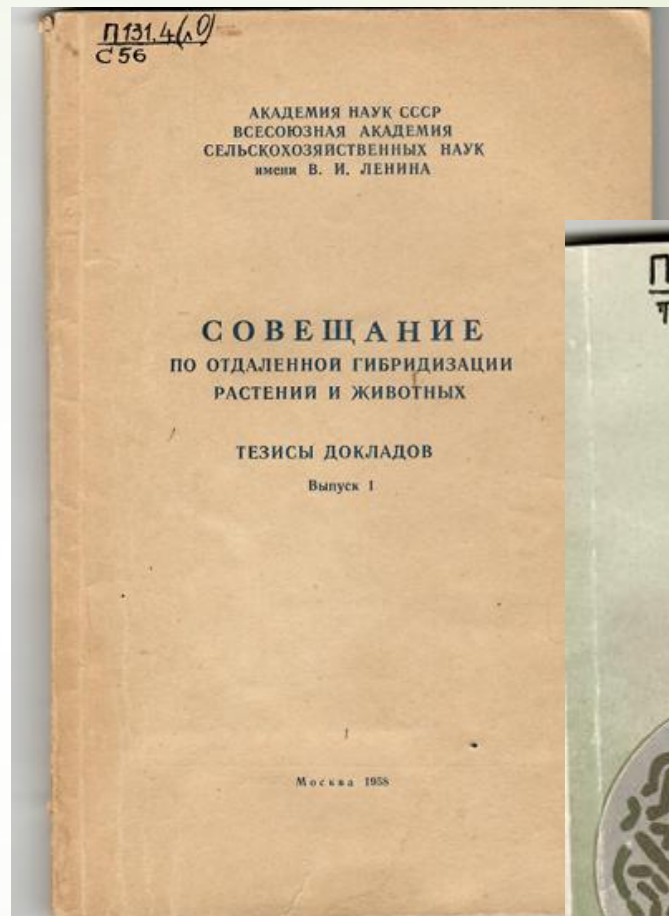 П131.4(л0)
С56
АКАДЕМИЯ НАУК СССР
ВСЕСОЮЗНАЯ АКАДЕМИЯ
СЕЛЬСКОХОЗЯЙСТВЕННЫХ НАУК
имени В. И. ЛЕНИНА
СОВЕЩАНИЕ
ПО ОТДАЛЕННОЙ ГИБРИДИЗАЦИИ
РАСТЕНИЙ И ЖИВОТНЫХ
ТЕЗИСЫ ДОКЛАДОВ
Выпуск 1
Москва 1958